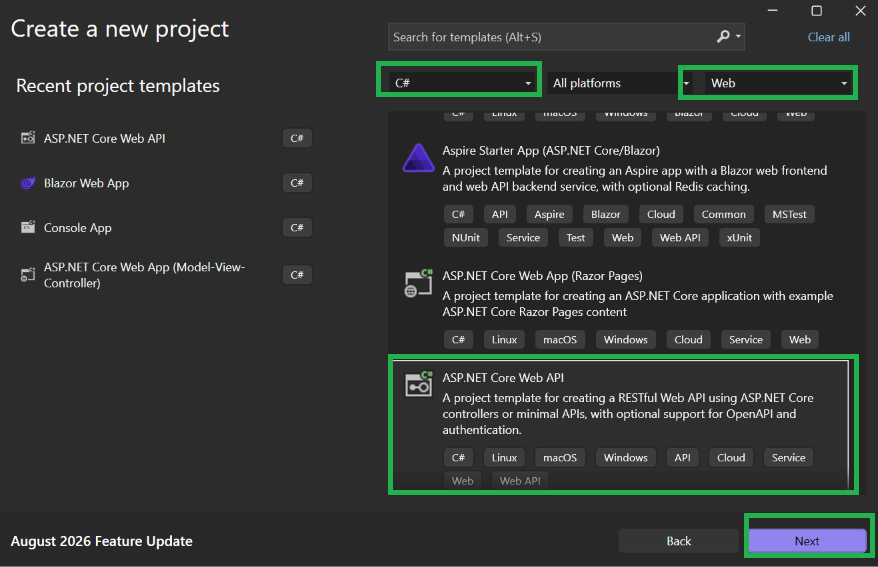 Create a new project
Search for templates (Alt+S)
Clear all
Recent project templates
C#
All platforms
Web
ASP.NET Core Web API
C#
Blazor Web App
C#
Console App
C#
ASP.NET Core Web App (Model-View-
Controller)
C#
C# Linux macOS Windows Blazor Cloud Web
Aspire Starter App (ASP.NET Core/Blazor)
A project template for creating an Aspire app with a Blazor web frontend
and web API backend service, with optional Redis caching.
C# API Aspire Blazor Cloud Common MSTest
NUnit Service Test Web Web API xUnit
ASP.NET Core Web App (Razor Pages)
A project template for creating an ASP.NET Core application with example
ASP.NET Core Razor Pages content
C# Linux macOS Windows Cloud Service Web
ASP.NET Core Web API
A project template for creating a RESTful Web API using ASP.NET Core
controllers or minimal APIs, with optional support for OpenAPI and
authentication.
C# Linux macOS Windows API Cloud Service
Web Web API
August 2026 Feature Update
Back
Next